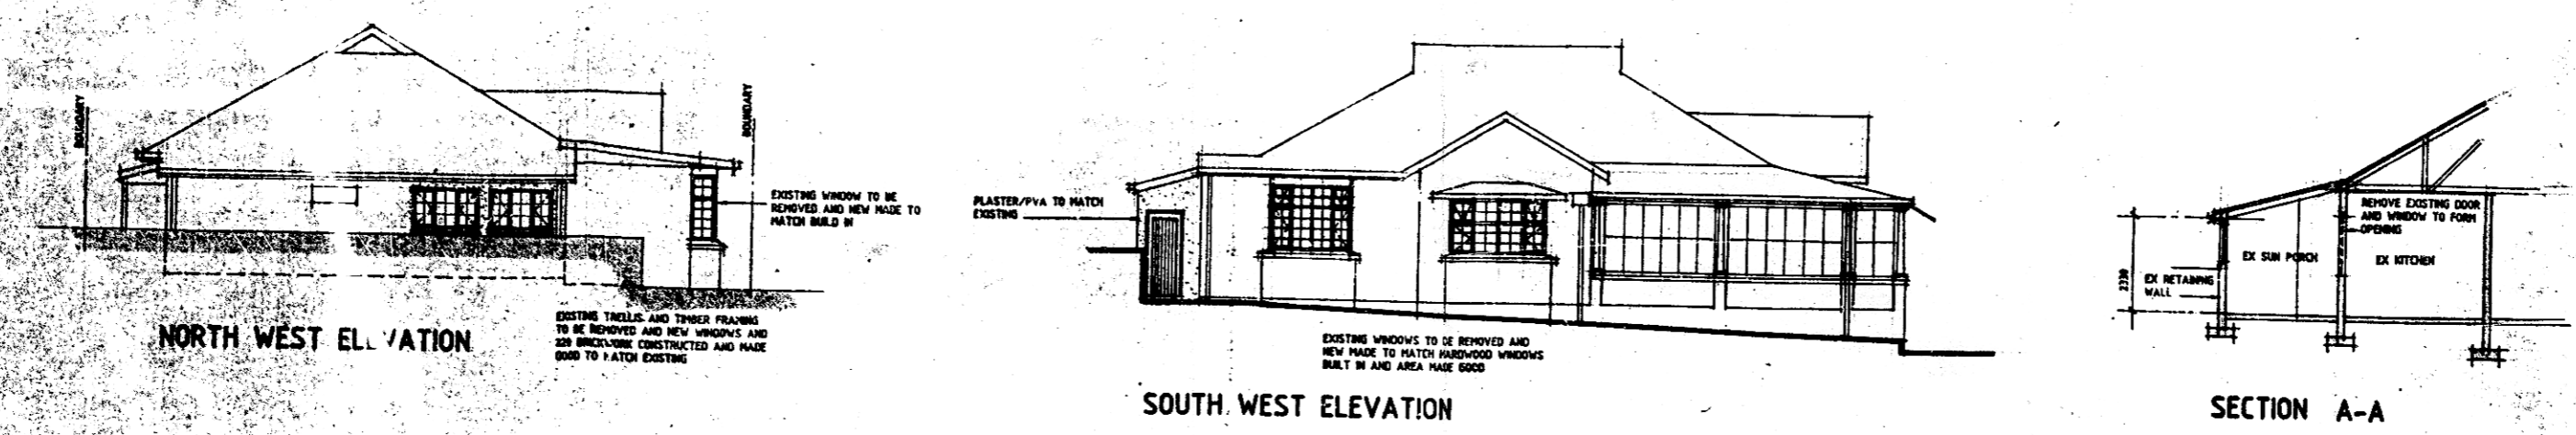 BOUNDARY
BOUNDARY
EXISTING WINDOW TO BE
REMOVED AND NEW MADE TO
MATCH BUILD IN
NORTH WEST EL VATION
EXISTING TRELLIS AND TIMBER FRAMING
TO BE REMOVED AND NEW WINDOWS AND
220 BRICKWORK CONSTRUCTED AND MADE
GOOD TO MATCH EXISTING
PLASTER/PVA TO MATCH
EXISTING
EXISTING WINDOWS TO BE REMOVED AND
NEW MADE TO MATCH HARDWOOD WINDOWS
BUILT IN AND AREA MADE GOOD
SOUTH WEST ELEVATION
REMOVE EXISTING DOOR
AND WINDOW TO FORM
OPENING
EX SUN PORCH
EX KITCHEN
EX RETAINING
WALL
2330
SECTION A-A